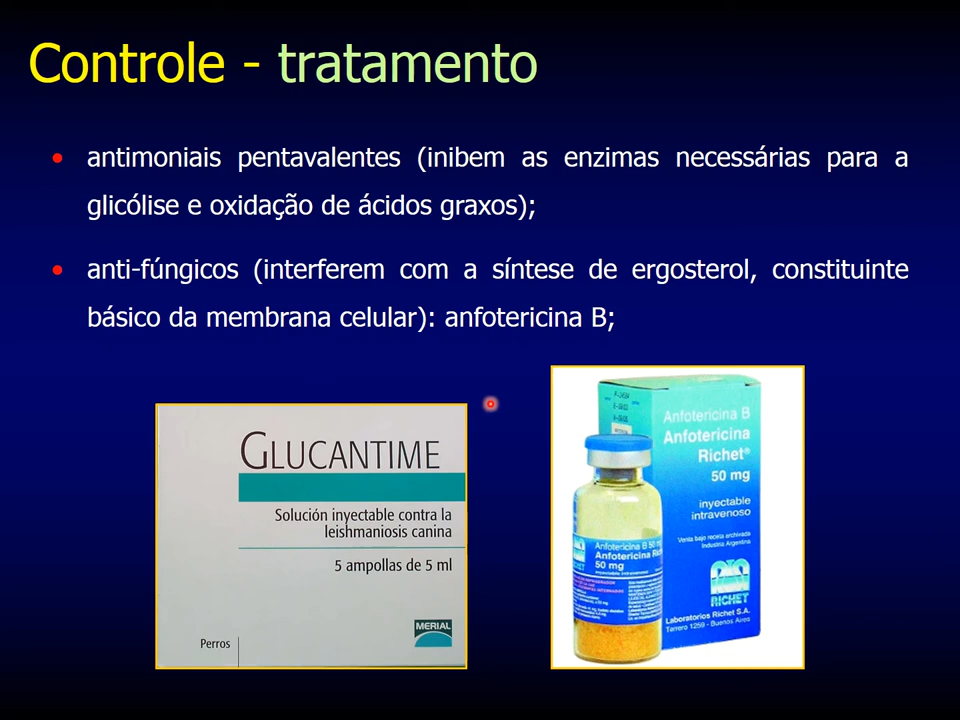 Controle - tratamento
• antimoniais pentavalentes (inibem as enzimas necessárias para a
glicólise e oxidação de ácidos graxos);
• anti-fúngicos (interferem com a síntese de ergosterol, constituinte
básico da membrana celular): anfotericina B;
GLUCANTIME
Solución inyectable contra la
leishmaniosis canina
5 ampollas de 5 ml
MERIAL
Perros
Anfotericina B
Anfotericina
Richet®
50 mg
inyectable
intravenoso
Venta bajo receta archivada
Industria Argentina
RICHET
Laboratorios Richet S.A.
Terrero 1259 - Buenos Aires
Anfotericina B 50 mg
Anfotericina Ric
50 mg